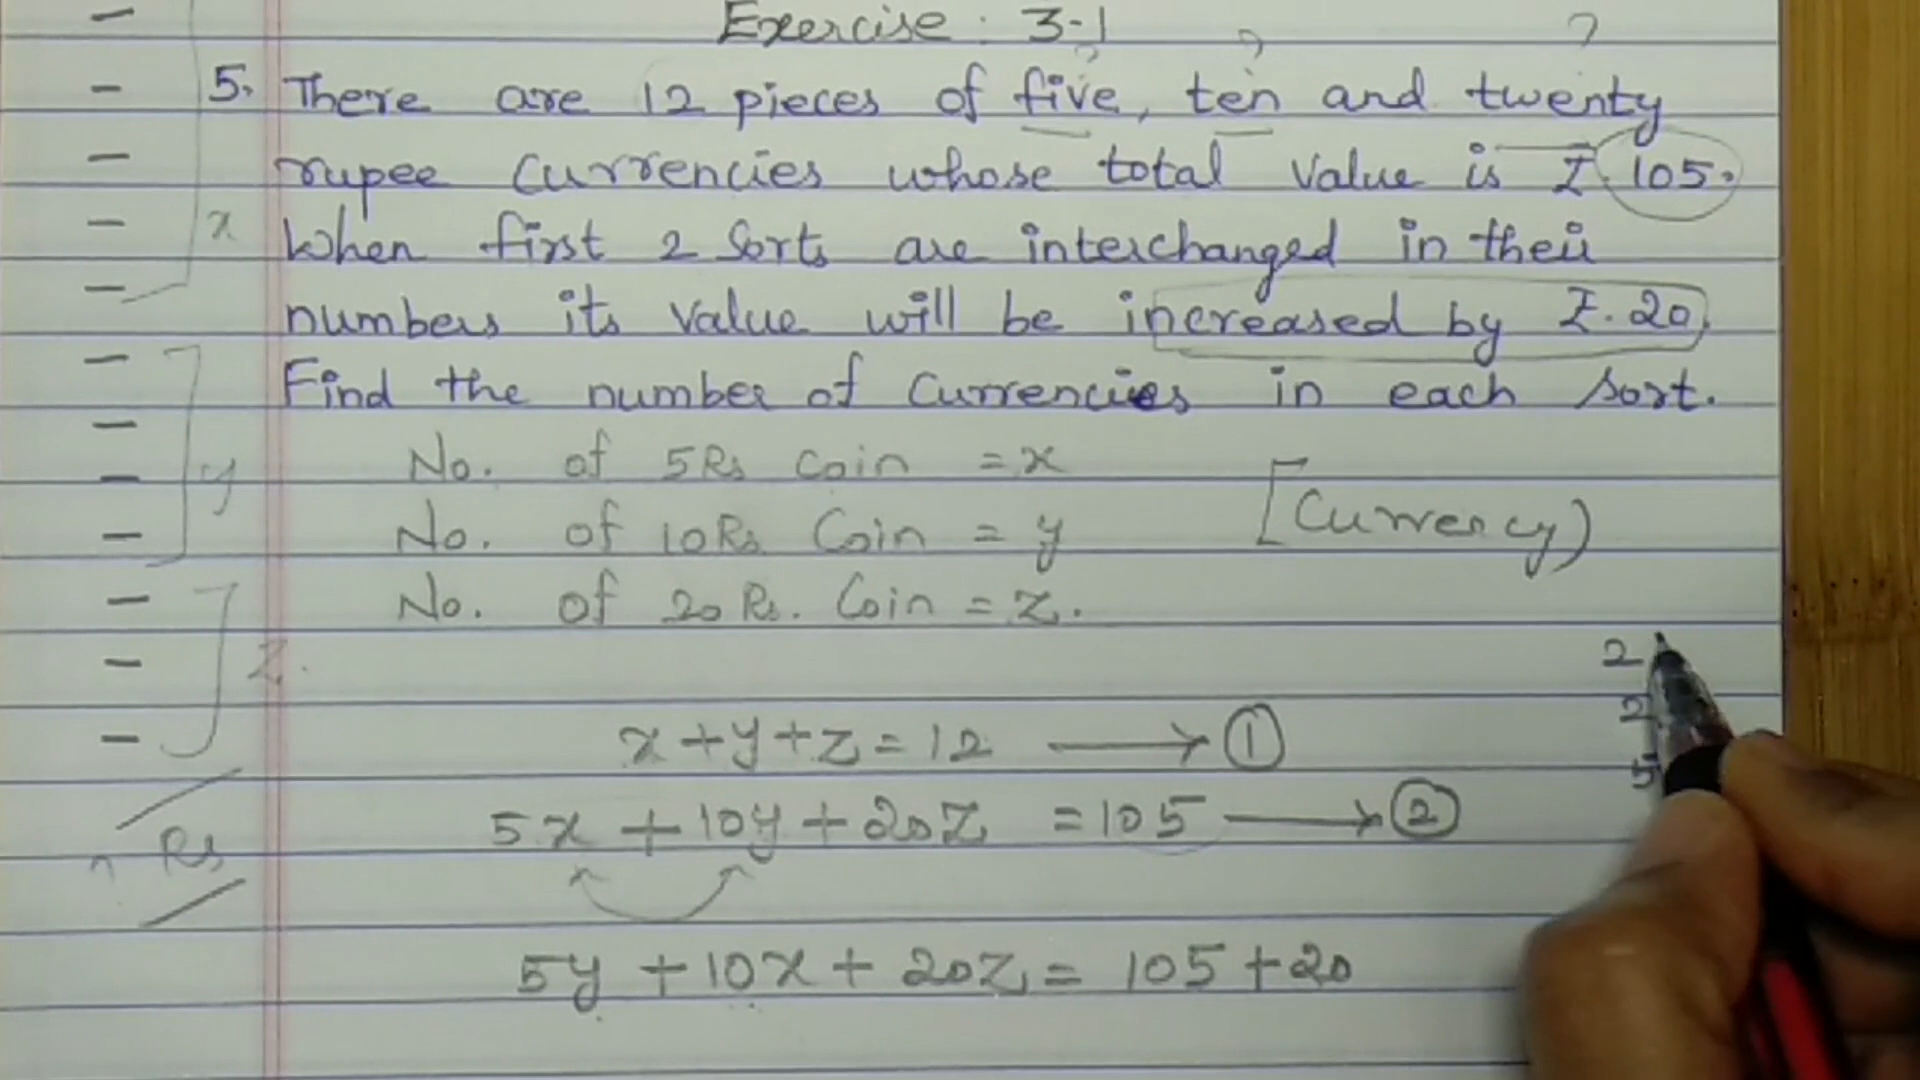 Exercise : 3-1
5. There are 12 pieces of five, ten and twenty
rupee currencies whose total value is ₹.105.
When first 2 sorts are interchanged in their
numbers its value will be increased by ₹.20.
Find the number of currencies in each sort.
No. of 5Rs coin = x
No. of 10Rs Coin = y [Currency)
No. of 20 Rs. Coin = z.
x
y
z.
Rs
2
2
5
x + y + z = 12 → ①
5x + 10y + 20z = 105 → ②
5y + 10x + 20z = 105 + 20